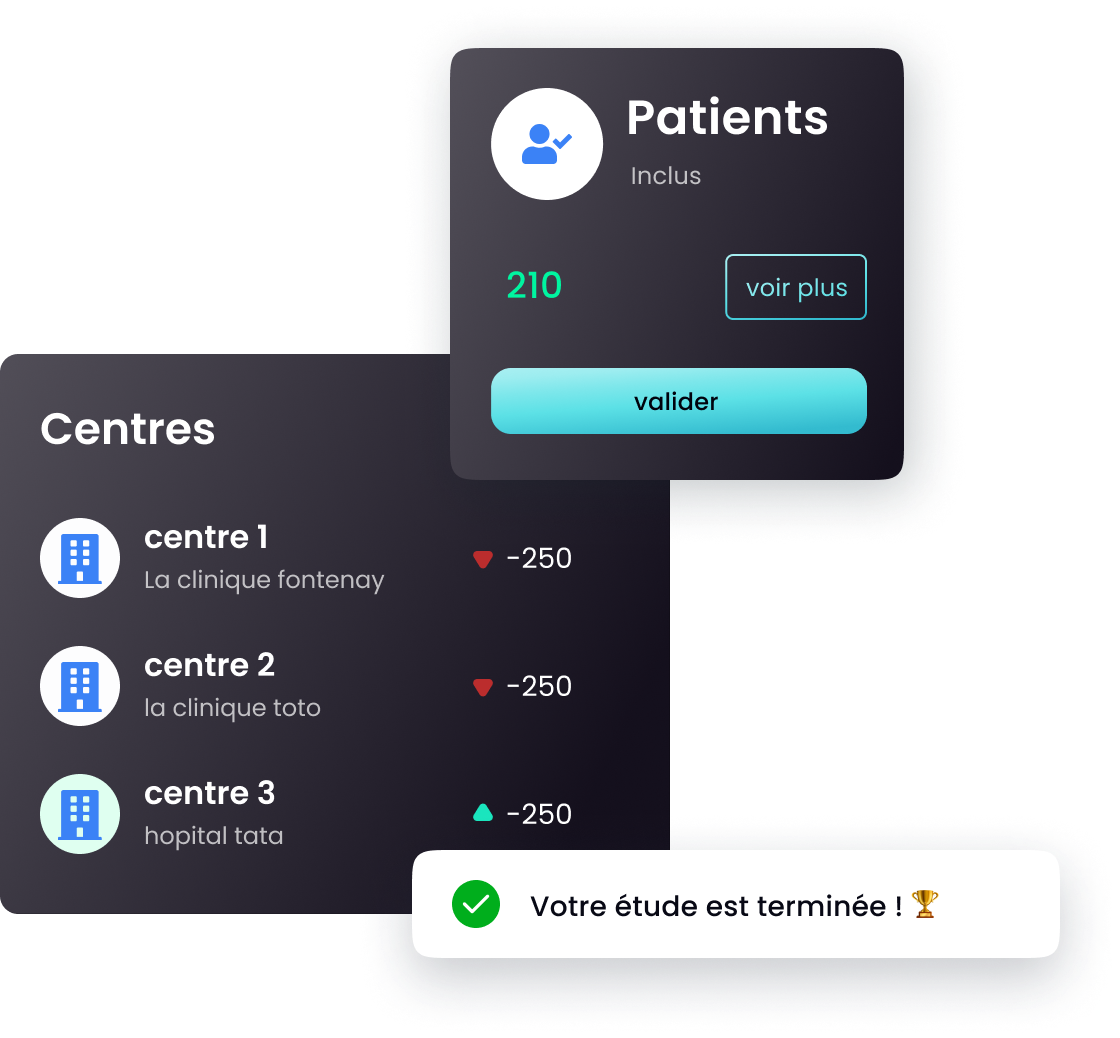 Patients
Inclus
210
voir plus
valider
Centres
centre 1
La clinique fontenay
-250
centre 2
la clinique toto
-250
centre 3
hopital tata
-250
Votre étude est terminée ! 🏆